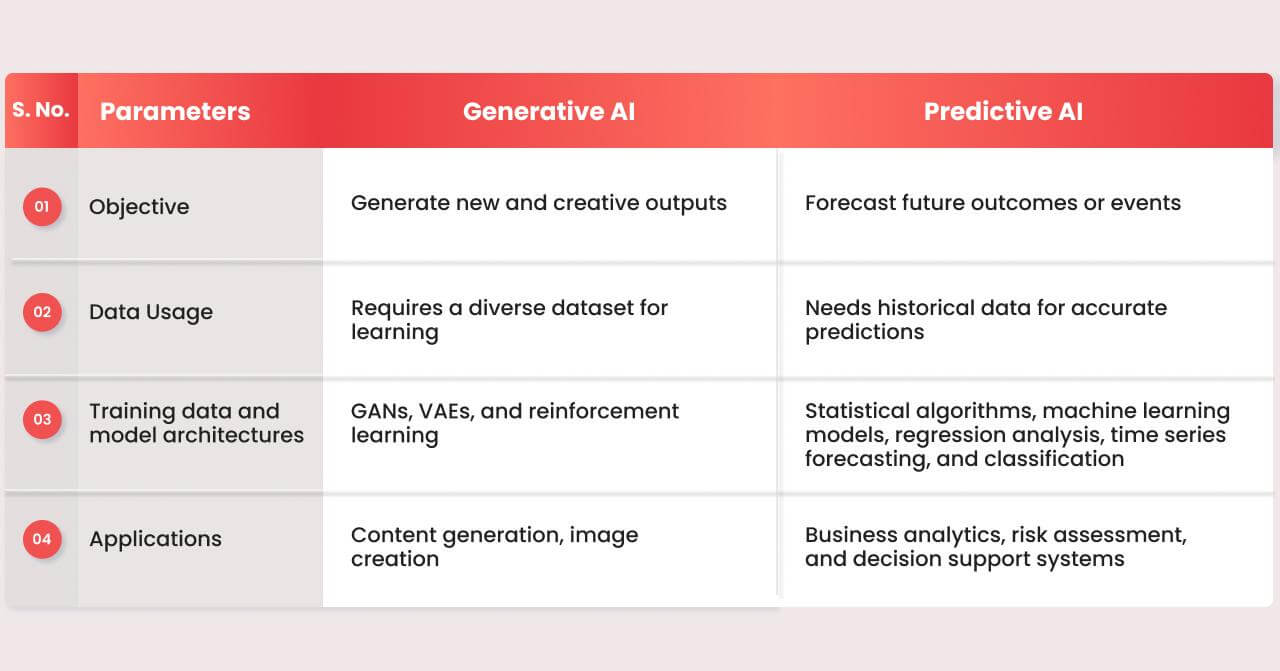 S. No.
Parameters
Generative AI
Predictive AI
01
Objective
Generate new and creative outputs
Forecast future outcomes or events
02
Data Usage
Requires a diverse dataset for
learning
Needs historical data for accurate
predictions
03
Training data and
model architectures
GANs, VAEs, and reinforcement
learning
Statistical algorithms, machine learning
models, regression analysis, time series
forecasting, and classification
04
Applications
Content generation, image
creation
Business analytics, risk assessment,
and decision support systems